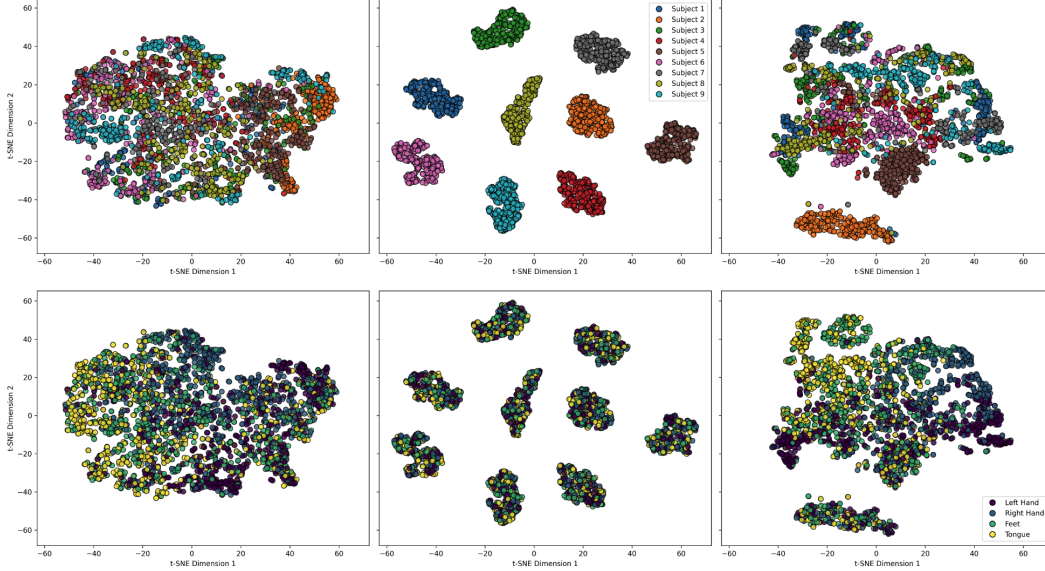 60
40
20
0
−20
−40
−60
t-SNE Dimension 2
−60 −40 −20 0 20 40 60
t-SNE Dimension 1
Subject 1
Subject 2
Subject 3
Subject 4
Subject 5
Subject 6
Subject 7
Subject 8
Subject 9
−60 −40 −20 0 20 40 60
t-SNE Dimension 1
−60 −40 −20 0 20 40 60
t-SNE Dimension 1
60
40
20
0
−20
−40
−60
t-SNE Dimension 2
−60 −40 −20 0 20 40 60
t-SNE Dimension 1
−60 −40 −20 0 20 40 60
t-SNE Dimension 1
Left Hand
Right Hand
Feet
Tongue
−60 −40 −20 0 20 40 60
t-SNE Dimension 1